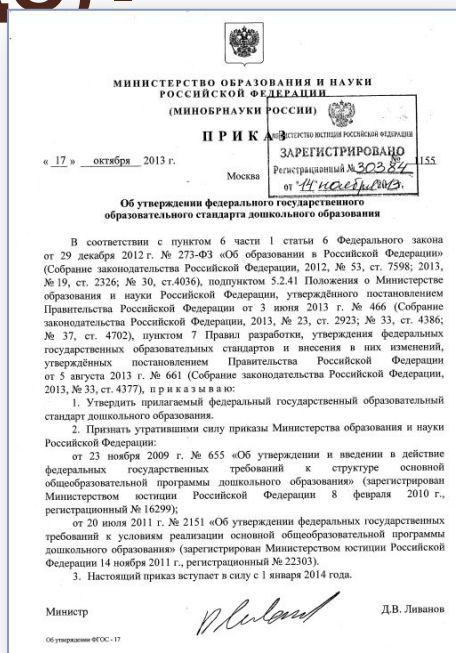 МИНИСТЕРСТВО ОБРАЗОВАНИЯ И НАУКИ
РОССИЙСКОЙ ФЕДЕРАЦИИ
(МИНОБРНАУКИ РОССИИ)
ПРИКАЗ
МИНИСТЕРСТВО ЮСТИЦИИ РОССИЙСКОЙ ФЕДЕРАЦИИ
ЗАРЕГИСТРИРОВАНО
Регистрационный № 30384
от "14 ноября 2013.
« 17 » октября 2013 г.
№ 1155
Москва
Об утверждении федерального государственного
образовательного стандарта дошкольного образования
В соответствии с пунктом 6 части 1 статьи 6 Федерального закона
от 29 декабря 2012 г. № 273-ФЗ «Об образовании в Российской Федерации»
(Собрание законодательства Российской Федерации, 2012, № 53, ст. 7598; 2013,
№ 19, ст. 2326; № 30, ст.4036), подпунктом 5.2.41 Положения о Министерстве
образования и науки Российской Федерации, утверждённого постановлением
Правительства Российской Федерации от 3 июня 2013 г. № 466 (Собрание
законодательства Российской Федерации, 2013, № 23, ст. 2923; № 33, ст. 4386;
№ 37, ст. 4702), пунктом 7 Правил разработки, утверждения федеральных
государственных образовательных стандартов и внесения в них изменений,
утверждённых постановлением Правительства Российской Федерации
от 5 августа 2013 г. № 661 (Собрание законодательства Российской Федерации,
2013, № 33, ст. 4377), п р и к а з ы в а ю:
1. Утвердить прилагаемый федеральный государственный образовательный
стандарт дошкольного образования.
2. Признать утратившими силу приказы Министерства образования и науки
Российской Федерации:
от 23 ноября 2009 г. № 655 «Об утверждении и введении в действие
федеральных государственных требований к структуре основной
общеобразовательной программы дошкольного образования» (зарегистрирован
Министерством юстиции Российской Федерации 8 февраля 2010 г.,
регистрационный № 16299);
от 20 июля 2011 г. № 2151 «Об утверждении федеральных государственных
требований к условиям реализации основной общеобразовательной программы
дошкольного образования» (зарегистрирован Министерством юстиции Российской
Федерации 14 ноября 2011 г., регистрационный № 22303).
3. Настоящий приказ вступает в силу с 1 января 2014 года.
Министр
Д.В. Ливанов
Об утверждении ФГОС - 17